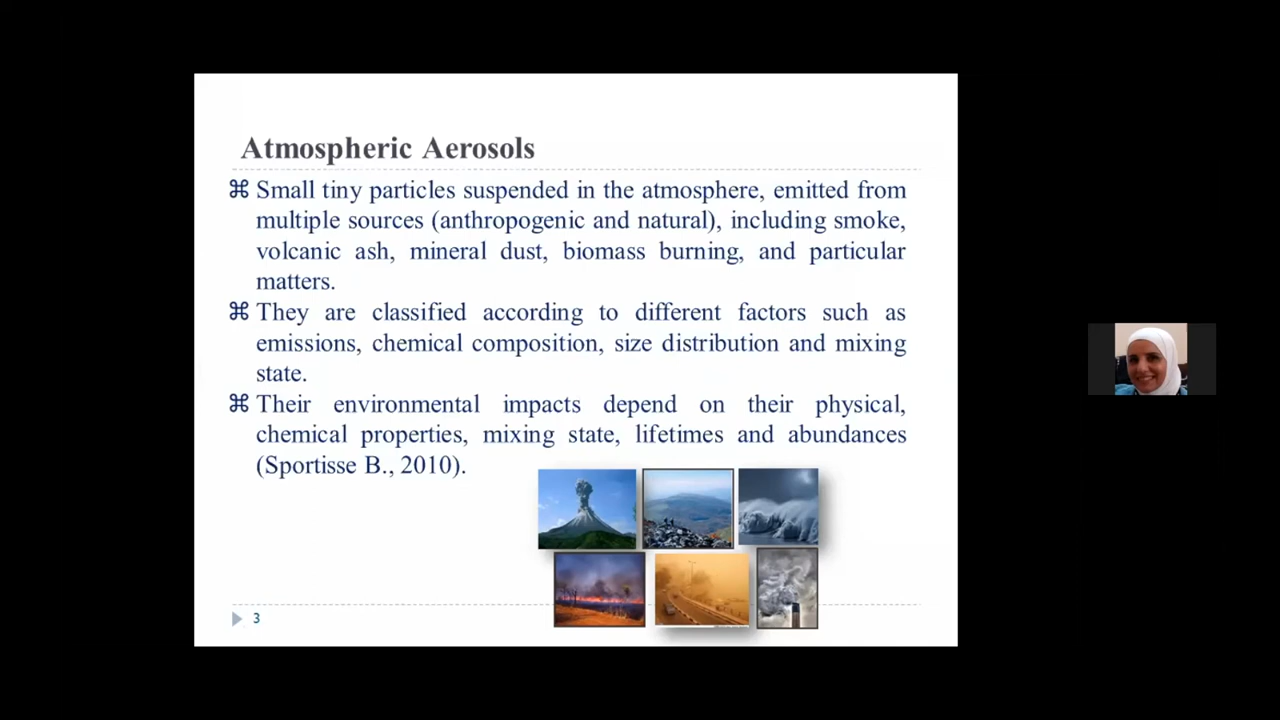 Atmospheric Aerosols
⌘ Small tiny particles suspended in the atmosphere, emitted from
multiple sources (anthropogenic and natural), including smoke,
volcanic ash, mineral dust, biomass burning, and particular
matters.
⌘ They are classified according to different factors such as
emissions, chemical composition, size distribution and mixing
state.
⌘ Their environmental impacts depend on their physical,
chemical properties, mixing state, lifetimes and abundances
(Sportisse B., 2010).
3